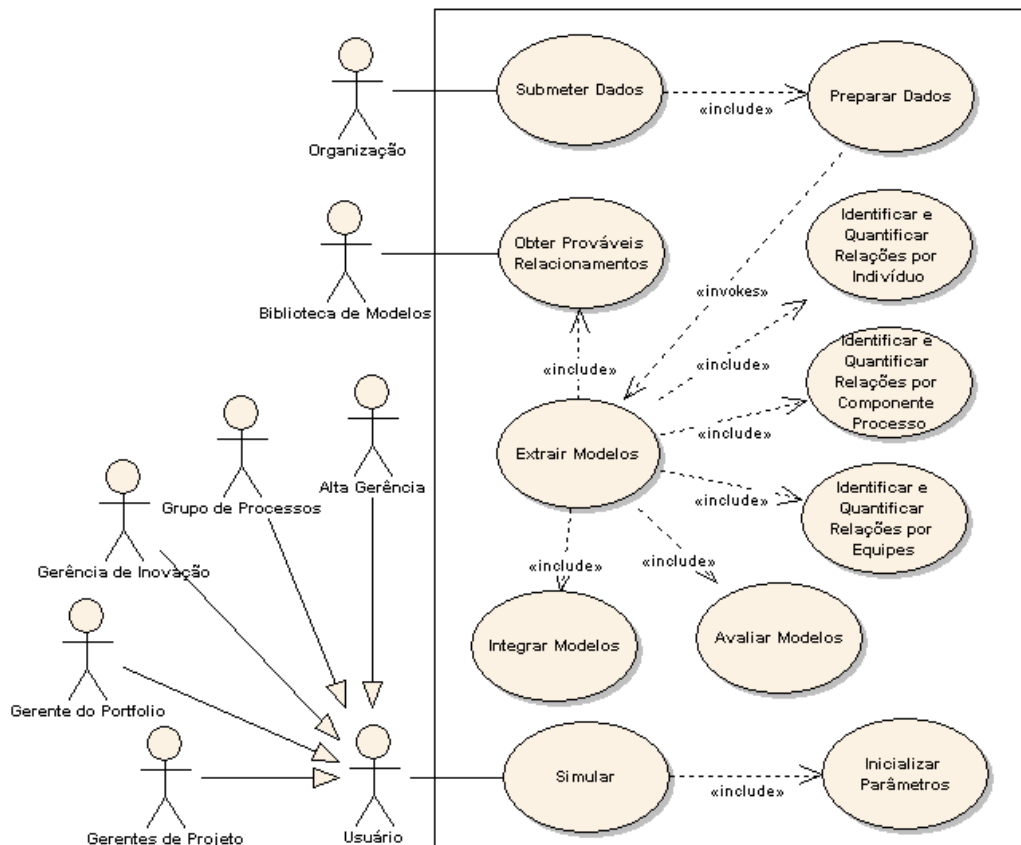 Submeter Dados
Preparar Dados
«include»
Organização
Identificar e
Quantificar
Relações por
Indivíduo
Obter Prováveis
Relacionamentos
«invokes»
Biblioteca de Modelos
«include»
«include»
Identificar e
Quantificar
Relações por
Componente
Processo
«include»
Extrair Modelos
Alta Gerência
Grupo de Processos
«include»
Identificar e
Quantificar
Relações por
Equipes
Gerência de Inovação
«include»
«include»
Integrar Modelos
Avaliar Modelos
Gerente do Portfolio
Simular
«include»
Inicializar
Parâmetros
Gerentes de Projeto
Usuário